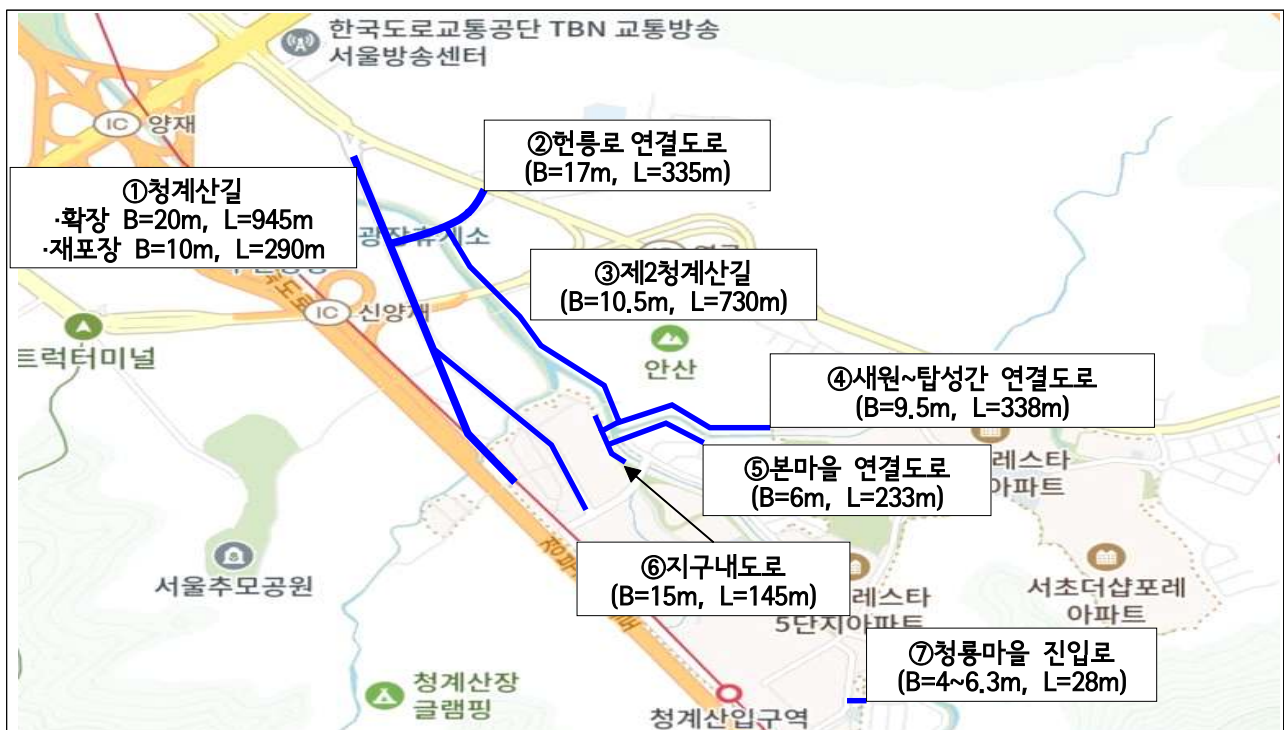 한국도로교통공단 TBN 교통방송
서울방송센터
IC 양재
②헌릉로 연결도로
(B=17m, L=335m)
①청계산길
·확장 B=20m, L=945m
·재포장 B=10m, L=290m
광장휴게소
③제2청계산길
(B=10.5m, L=730m)
IC 신양재
트럭터미널
안산
④새원~탑성간 연결도로
(B=9.5m, L=338m)
레스타
아파트
⑤본마을 연결도로
(B=6m, L=233m)
서울추모공원
⑥지구내도로
(B=15m, L=145m)
레스타
5단지아파트
서초더샵포레
아파트
⑦청룡마을 진입로
(B=4~6.3m, L=28m)
청계산장
글램핑
청계산입구역